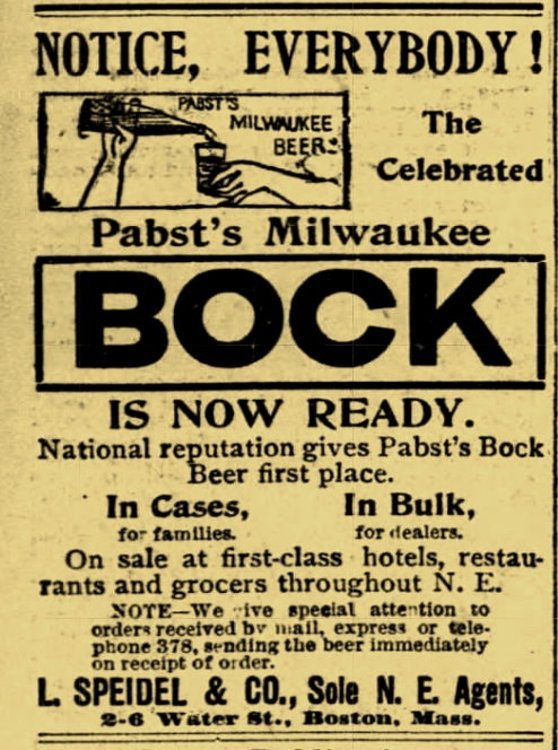 NOTICE, EVERYBODY!
PABST'S
MILWAUKEE
BEER.
The
Celebrated
Pabst's Milwaukee
BOCK
IS NOW READY.
National reputation gives Pabst's Bock
Beer first place.
In Cases, In Bulk,
for families. for dealers.
On sale at first-class hotels, restau-
rants and grocers throughout N. E.
NOTE—We give special attention to
orders received by mail, express or tele-
phone 378, sending the beer immediately
on receipt of order.
L. SPEIDEL & CO., Sole N. E. Agents,
2-6 Water St., Boston, Mass.